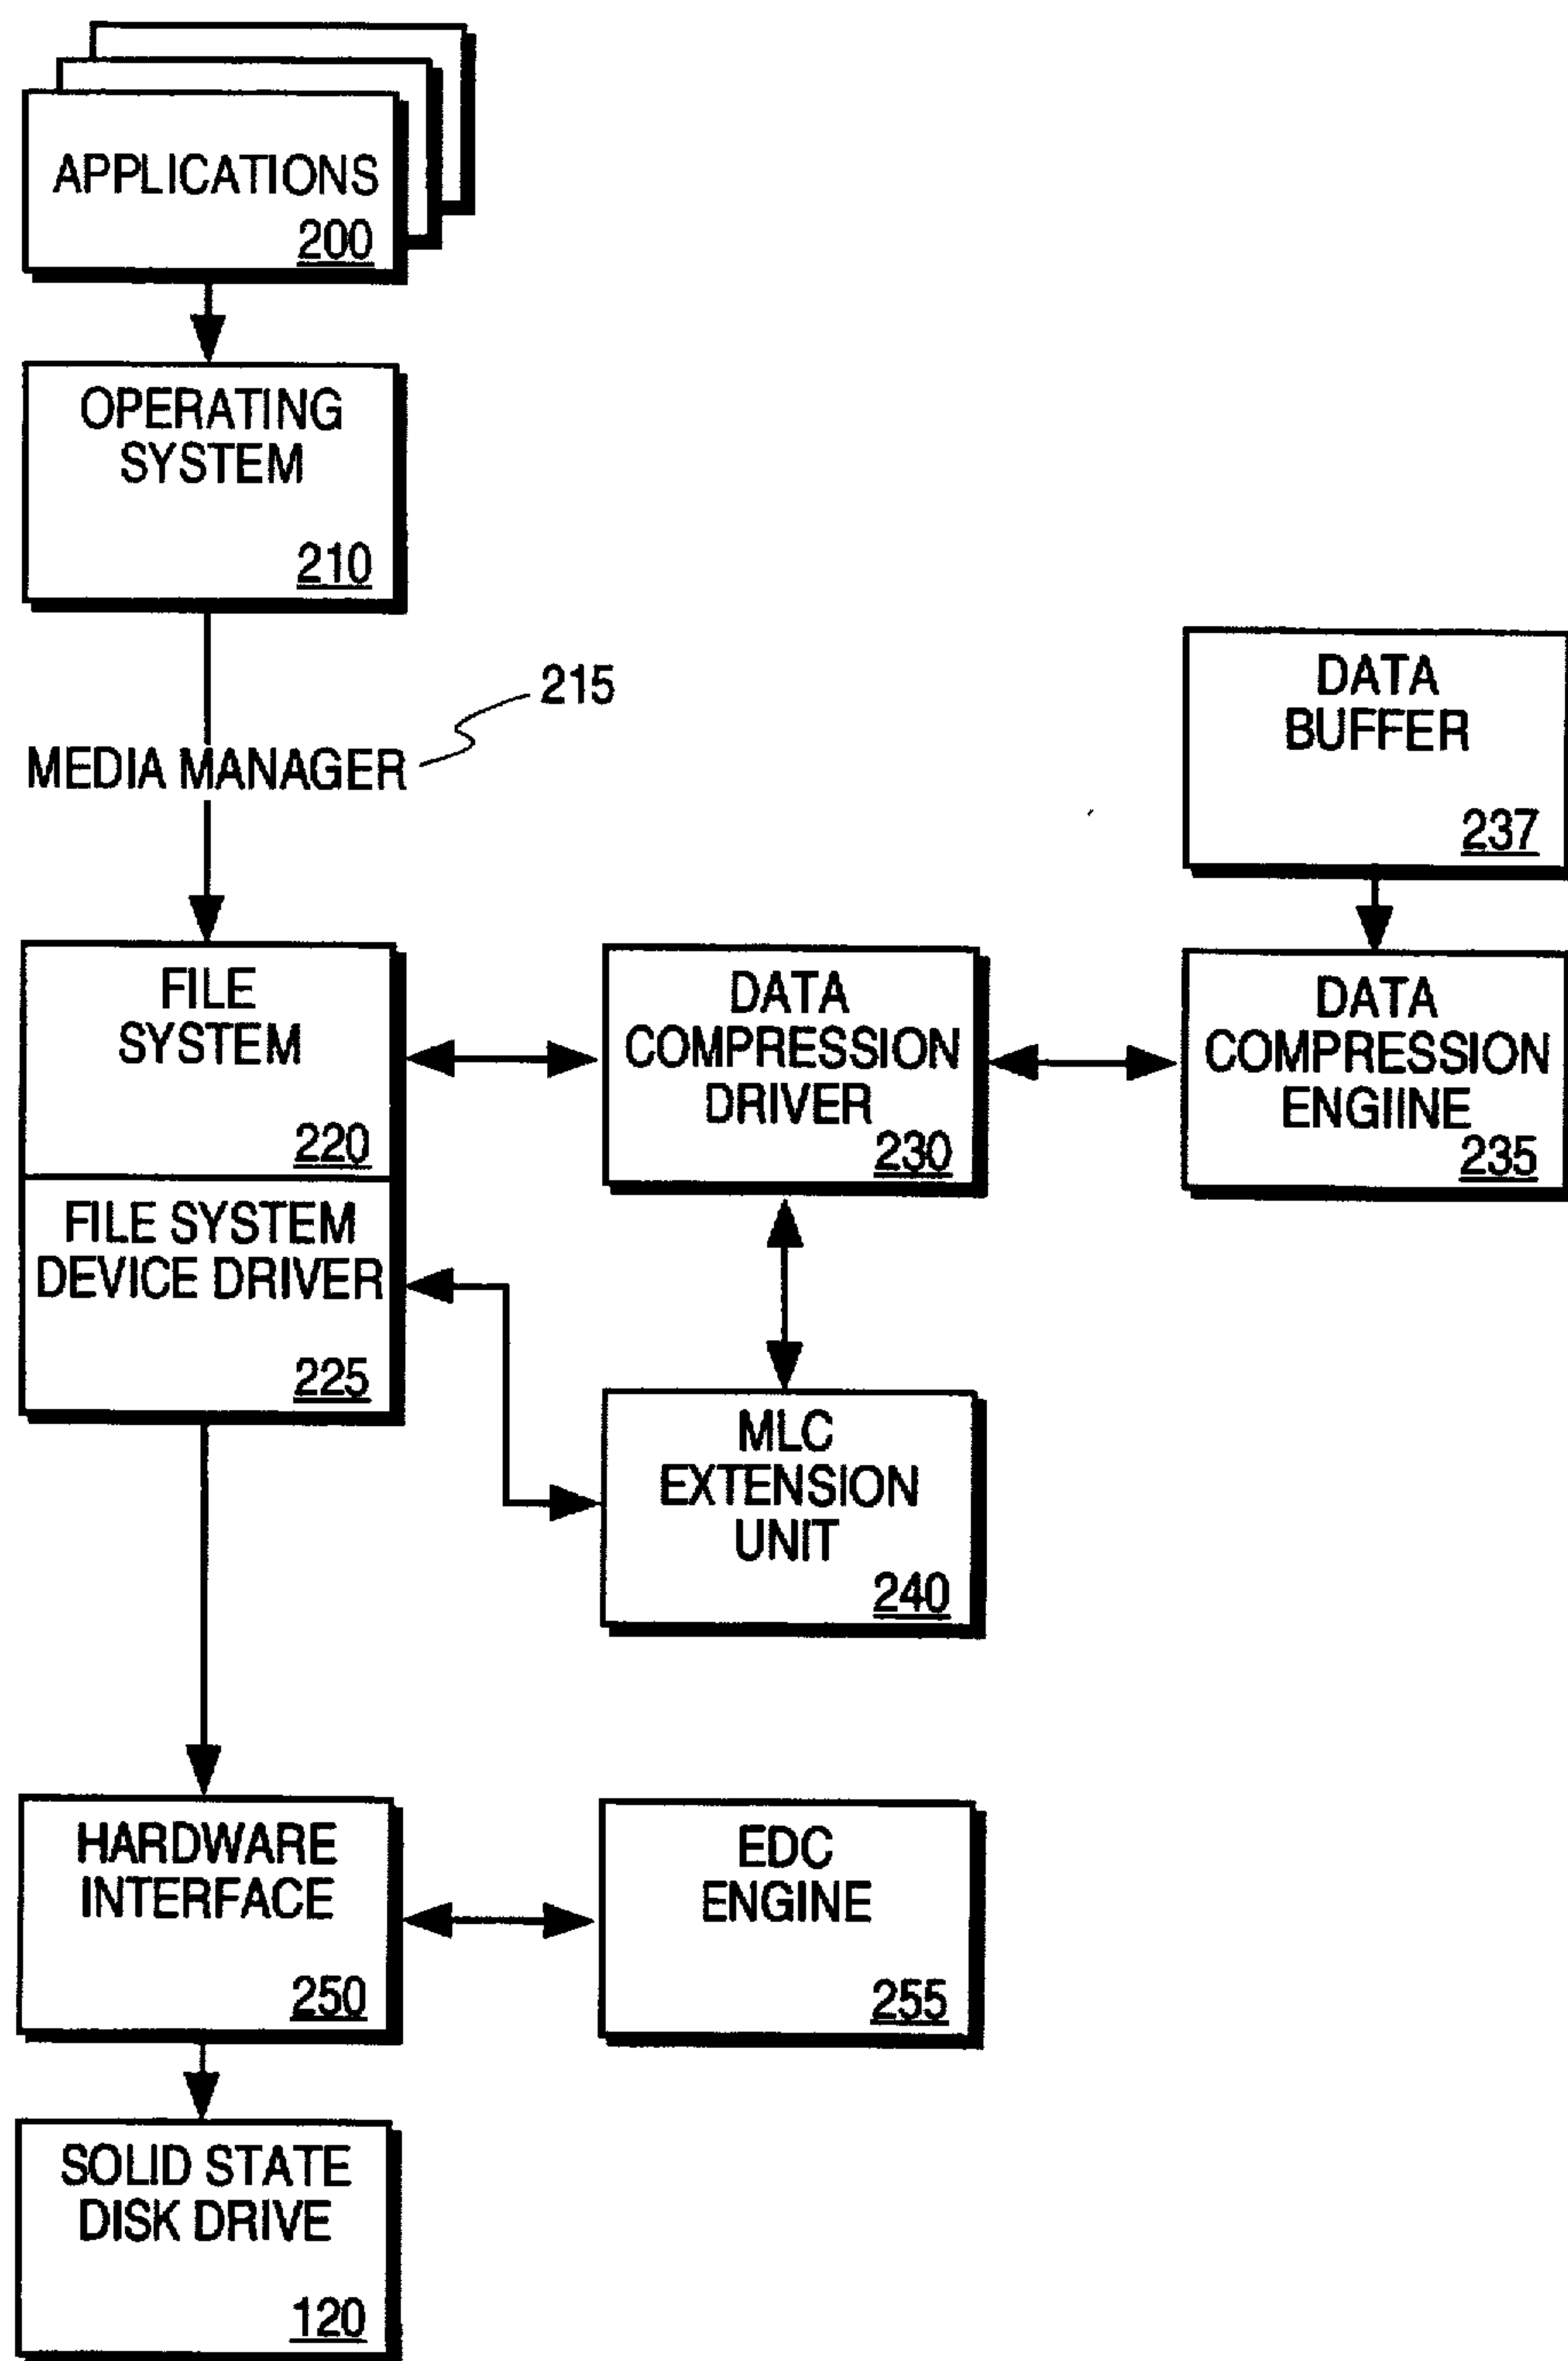 APPLICATIONS
200
OPERATING
SYSTEM
210
215
MEDIA MANAGER
DATA
BUFFER
237
FILE
SYSTEM
220
DATA
COMPRESSION
DRIVER
230
DATA
COMPRESSION
ENGIINE
235
FILE SYSTEM
DEVICE DRIVER
225
MLC
EXTENSION
UNIT
240
HARDWARE
INTERFACE
250
EDC
ENGINE
255
SOLID STATE
DISK DRIVE
120